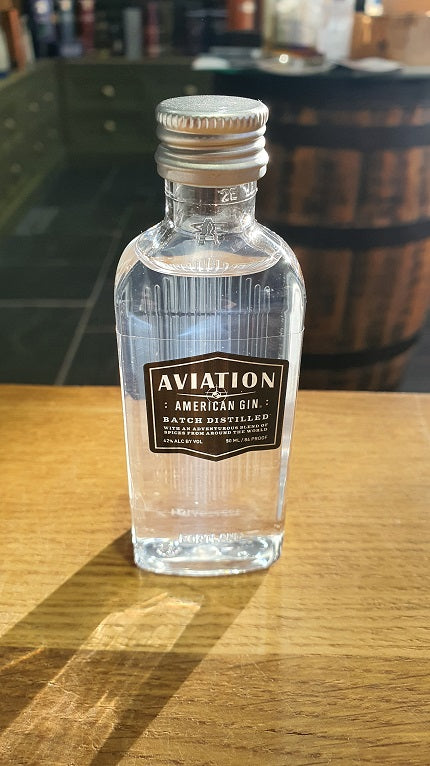 AVIATION
AMERICAN GIN
BATCH DISTILLED
WITH AN ADVENTUROUS BLEND OF
SPICES FROM AROUND THE WORLD
42% ALC BY VOL 50 ML / 84 PROOF
PORTLAND